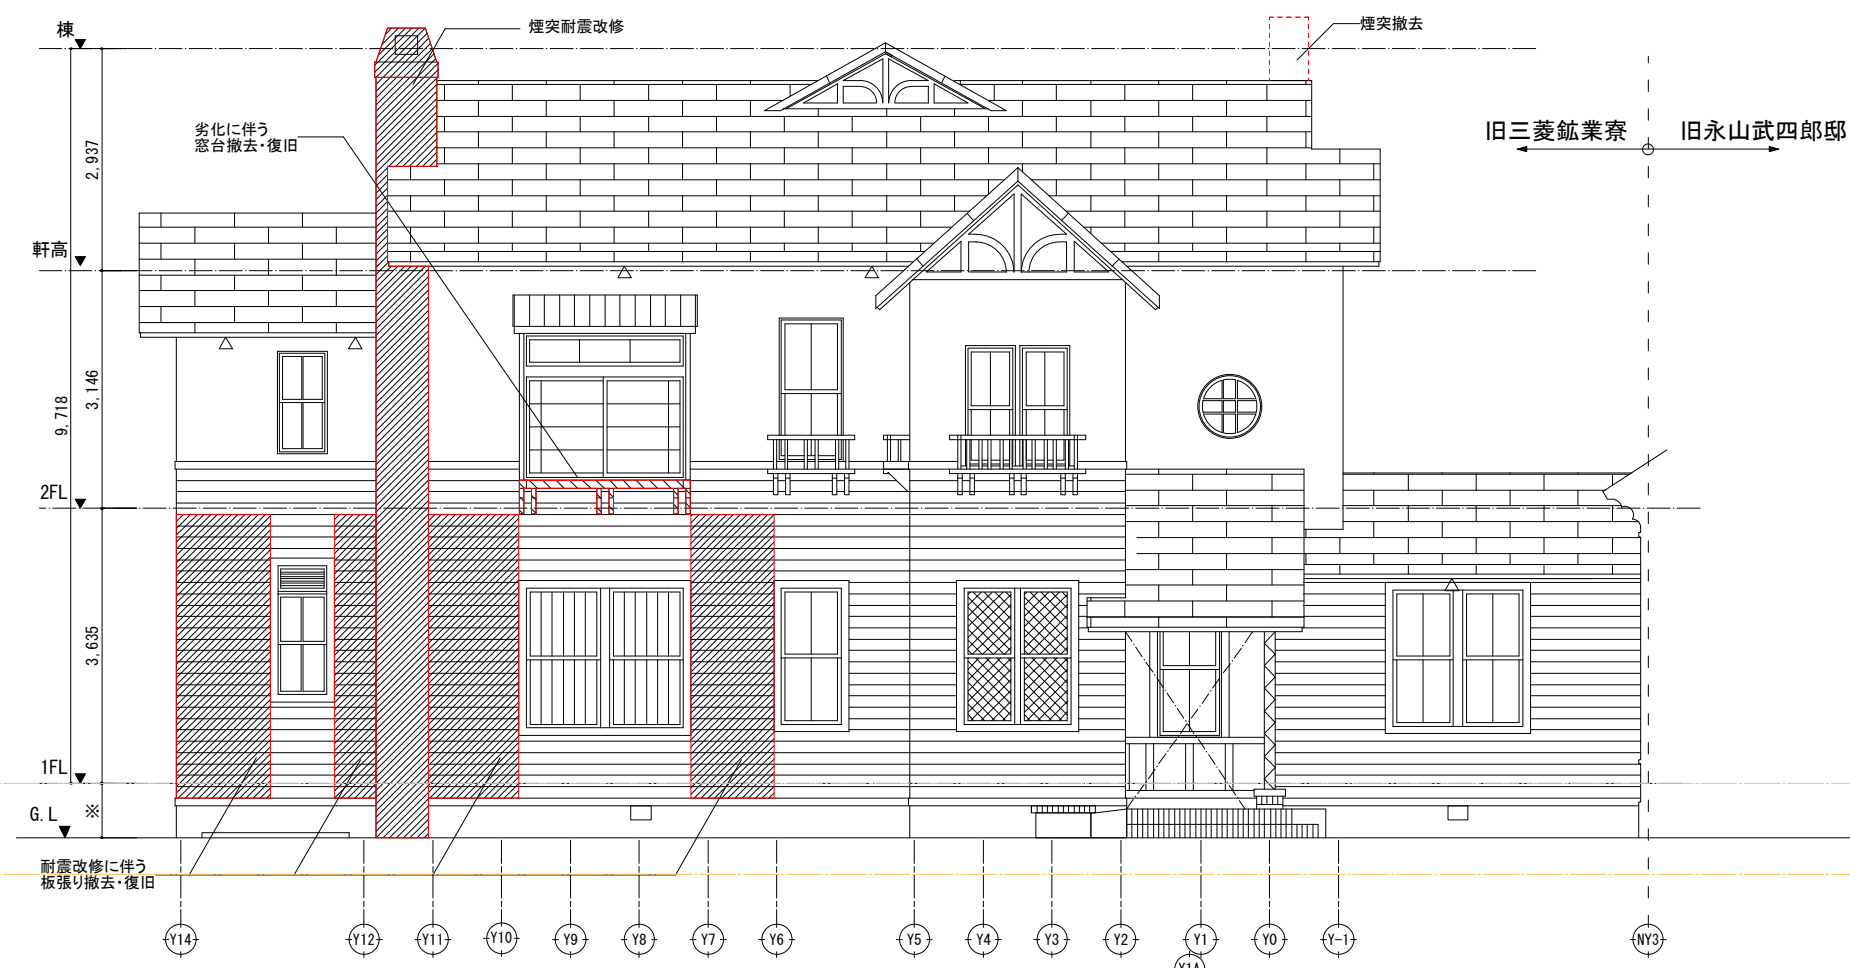 棟
煙突耐震改修
煙突撤去
劣化に伴う
窓台撤去・復旧
旧三菱鉱業寮
旧永山武四郎邸
2,937
軒高
3,146
9,718
2FL
3,635
1FL
※
G.L
耐震改修に伴う
板張り撤去・復旧
Y14 Y12 Y11 Y10 Y9 Y8 Y7 Y6 Y5 Y4 Y3 Y2 Y1 Y0 Y-1 NY3
Y1A